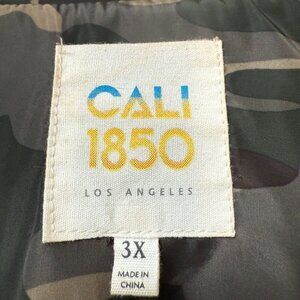 CALI
1850
LOS ANGELES
3X
MADE IN
CHINA